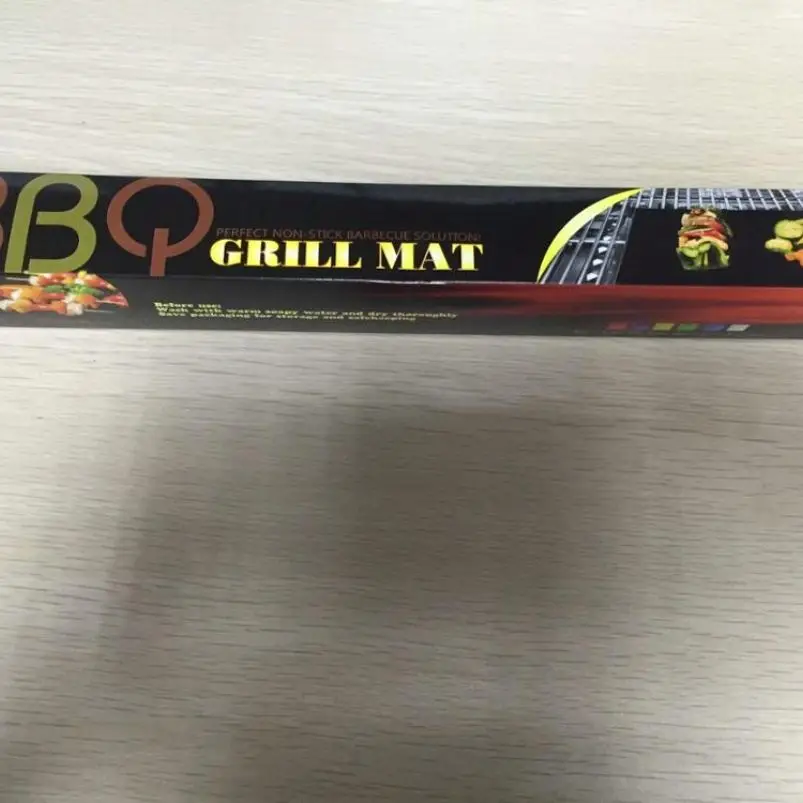 BBQ
PERFECT NON-STICK BARBECUE SOLUTION!
GRILL MAT
Before use:
Wash with warm soapy water and dry thoroughly
Save packaging for storage and safekeeping